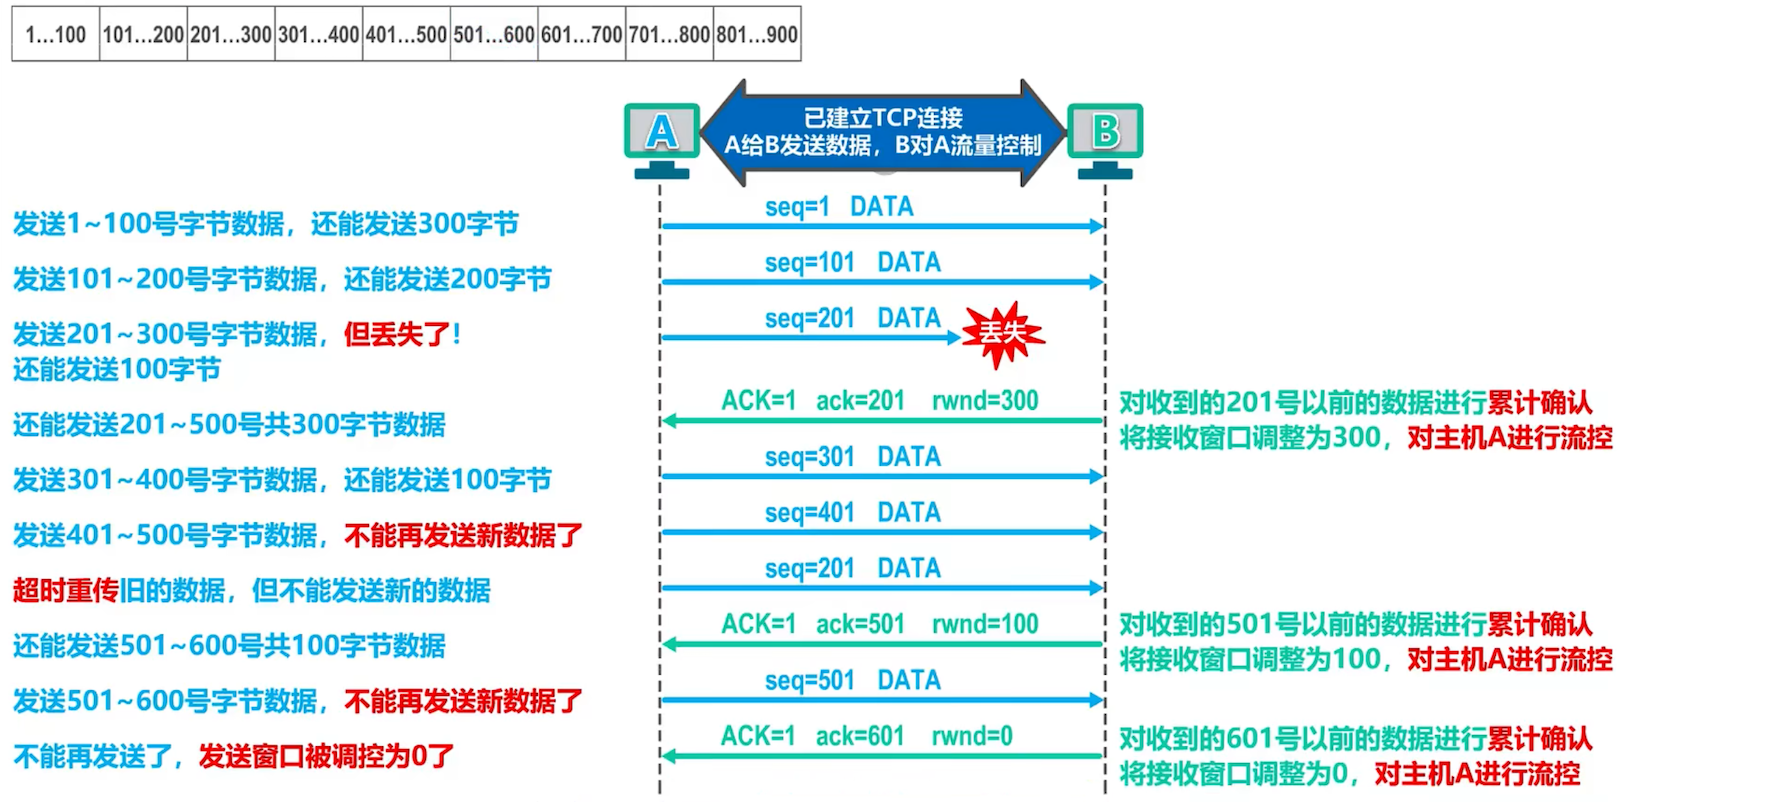 1...100 101...200 201...300 301...400 401...500 501...600 601...700 701...800 801...900
A
已建立TCP连接
A给B发送数据，B对A流量控制
B
发送1~100号字节数据，还能发送300字节
seq=1 DATA
发送101~200号字节数据，还能发送200字节
seq=101 DATA
发送201~300号字节数据，但丢失了！
还能发送100字节
seq=201 DATA
丢失
还能发送201~500号共300字节数据
ACK=1 ack=201 rwnd=300
对收到的201号以前的数据进行累计确认
将接收窗口调整为300，对主机A进行流控
发送301~400号字节数据，还能发送100字节
seq=301 DATA
发送401~500号字节数据，不能再发送新数据了
seq=401 DATA
超时重传旧的数据，但不能发送新的数据
seq=201 DATA
还能发送501~600号共100字节数据
ACK=1 ack=501 rwnd=100
对收到的501号以前的数据进行累计确认
将接收窗口调整为100，对主机A进行流控
发送501~600号字节数据，不能再发送新数据了
seq=501 DATA
不能再发送了，发送窗口被调控为0了
ACK=1 ack=601 rwnd=0
对收到的601号以前的数据进行累计确认
将接收窗口调整为0，对主机A进行流控